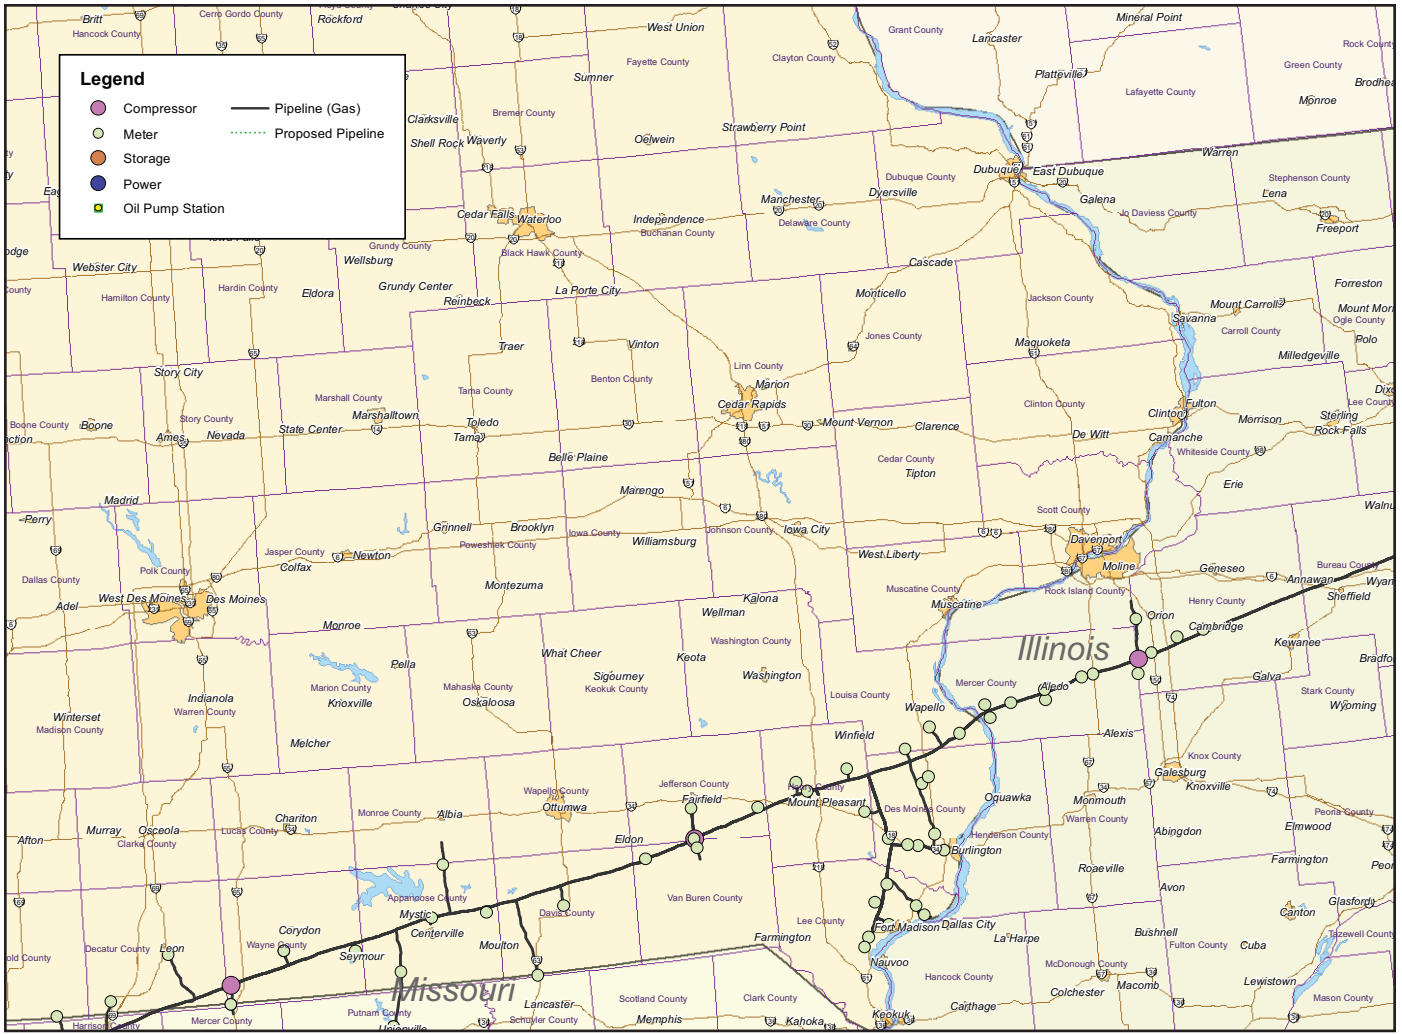 Britt
Hancock County
Cerro Gordo County
Rockford
West Union
Fayette County
Clayton County
Grant County
Lancaster
Mineral Point
Rock County
Green County
Platteville
Lafayette County
Monroe
Brodhea
Sumner
Legend
Compressor
Meter
Storage
Power
Oil Pump Station
Pipeline (Gas)
Proposed Pipeline
Clarksville
Bremer County
Shell Rock
Waverly
Oelwein
Strawberry Point
Dubuque
East Dubuque
Warren
Stephenson County
Dubuque County
Dyersville
Manchester
Delaware County
Galena
Jo Daviess County
Lena
Freeport
Cedar Falls
Waterloo
Independence
Buchanan County
Grundy County
Wellsburg
Black Hawk County
Webster City
Hamilton County
Hardin County
Eldora
Grundy Center
Reinbeck
La Porte City
Cascade
Monticello
Jackson County
Forreston
Mount Carroll
Mount Morr
Ogle County
Savanna
Carroll County
Polo
Milledgeville
Traer
Vinton
Jones County
Maquoketa
Story City
Marshall County
Tama County
Benton County
Linn County
Marion
Cedar Rapids
Dixo
Lee County
Boone County
Boone
Story County
Marshalltown
State Center
Toledo
Tama
Ames
Nevada
Mount Vernon
Clarence
Clinton County
Clinton
Fulton
Morrison
Sterling
Rock Falls
De Witt
Camanche
Whiteside County
Belle Plaine
Cedar County
Tipton
Madrid
Perry
Marengo
Erie
Walnu
Scott County
Grinnell
Brooklyn
Iowa County
Johnson County
Iowa City
Jasper County
Newton
Colfax
Poweshiek County
Williamsburg
West Liberty
Davenport
Moline
Geneseo
Annawan
Bureau County
Wyan
Sheffield
Dallas County
Polk County
Adel
West Des Moines
Des Moines
Montezuma
Muscatine County
Muscatine
Rock Island County
Henry County
Kalona
Wellman
Orion
Cambridge
Kewanee
Monroe
Washington County
Illinois
Bradfo
Pella
What Cheer
Keota
Sigourney
Keokuk County
Washington
Indianola
Warren County
Marion County
Knoxville
Mahaska County
Oskaloosa
Louisa County
Mercer County
Aledo
Galva
Stark County
Wyoming
Winterset
Madison County
Wapello
Melcher
Winfield
Alexis
Knox County
Galesburg
Knoxville
Wapello County
Ottumwa
Jefferson County
Fairfield
Henry County
Mount Pleasant
Des Moines County
Oquawka
Monmouth
Warren County
Peoria County
Elmwood
Afton
Murray
Osceola
Clarke County
Lucas County
Chariton
Monroe County
Albia
Eldon
Henderson County
Burlington
Abingdon
Farmington
Peor
Roseville
Avon
Canton
Glasford
Appanoose County
Mystic
Centerville
Davis County
Van Buren County
Lee County
Fort Madison
Dallas City
La Harpe
Bushnell
Fulton County
Cuba
Tazewell County
Corydon
Wayne County
Decatur County
Leon
Seymour
Moulton
Farmington
Nauvoo
old County
McDonough County
Macomb
Colchester
Hancock County
Lewistown
Missouri
Harrison County
Mercer County
Putnam County
Unionville
Lancaster
Schuyler County
Scotland County
Memphis
Clark County
Kahoka
Keokuk
Carthage
Mason County